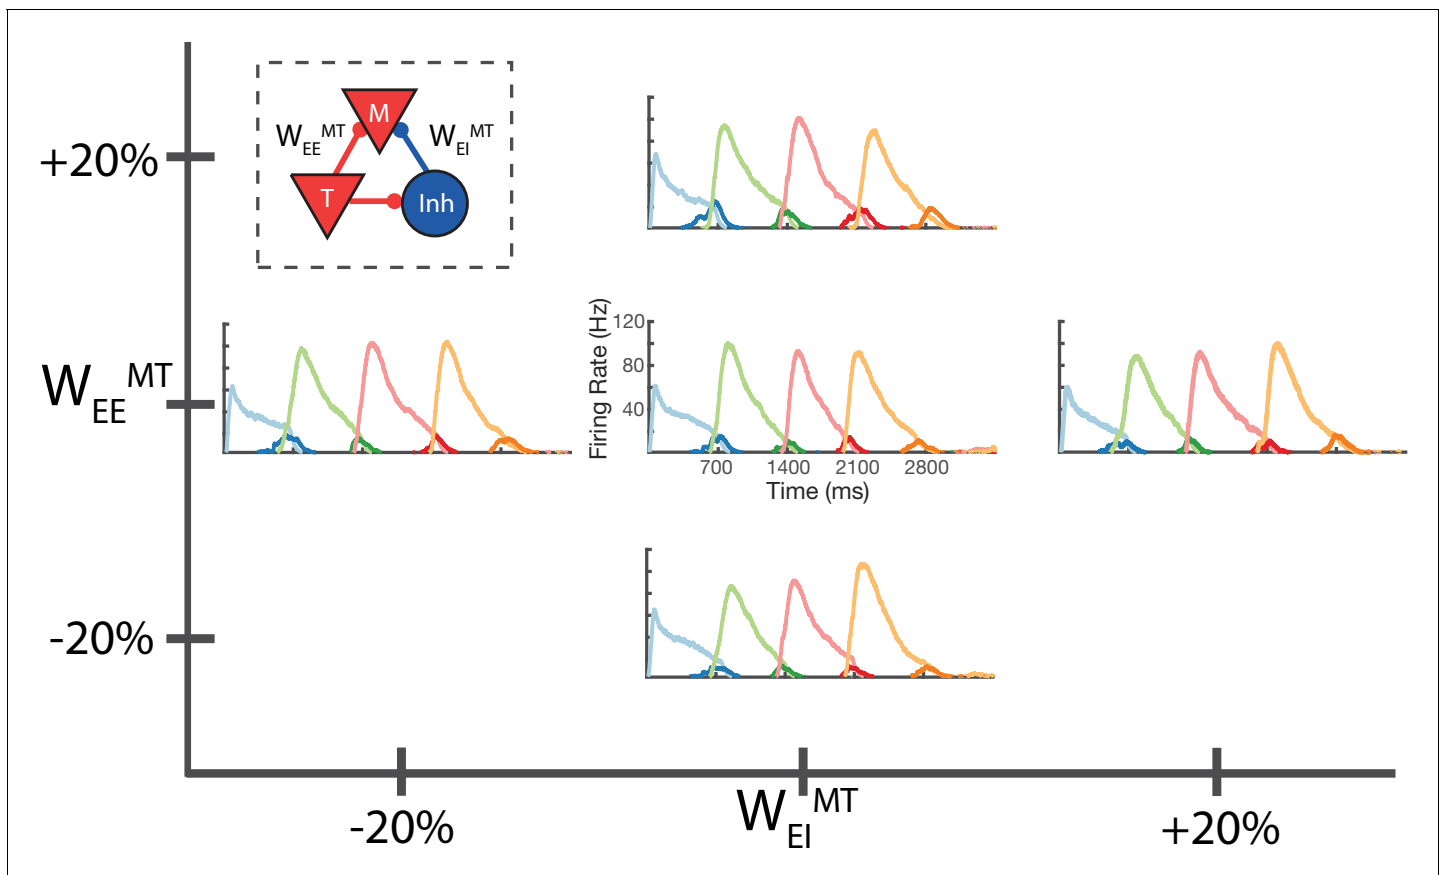 M
W_EE^MT W_EI^MT
T Inh
+20%
W_EE^MT
-20%
Firing Rate (Hz)
120
80
40
700 1400 2100 2800
Time (ms)
-20% W_EI^MT +20%